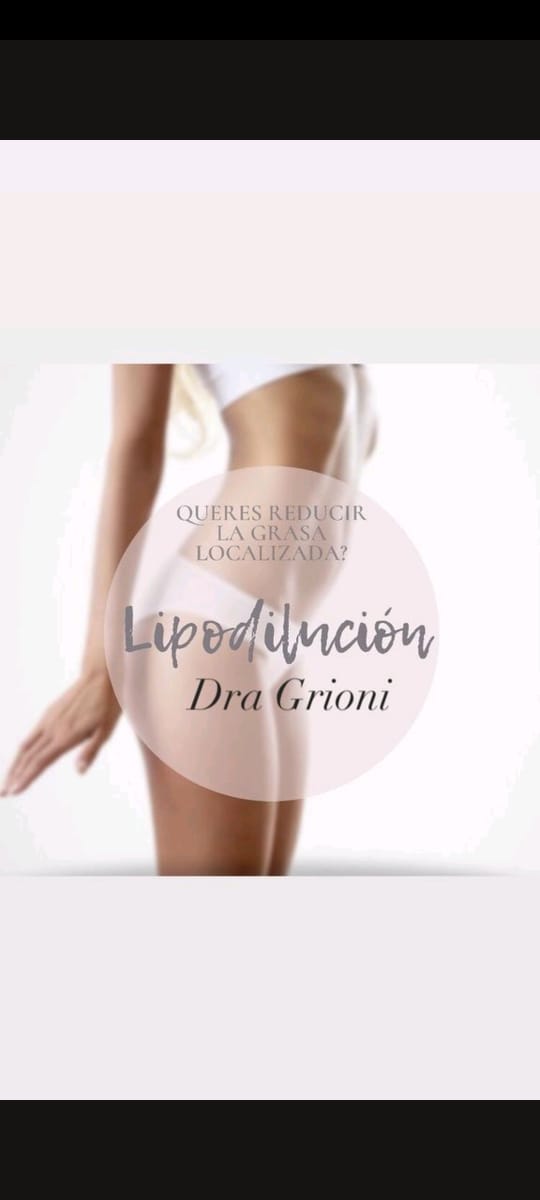 QUERES REDUCIR
LA GRASA
LOCALIZADA?
Lipodilución
Dra Grioni